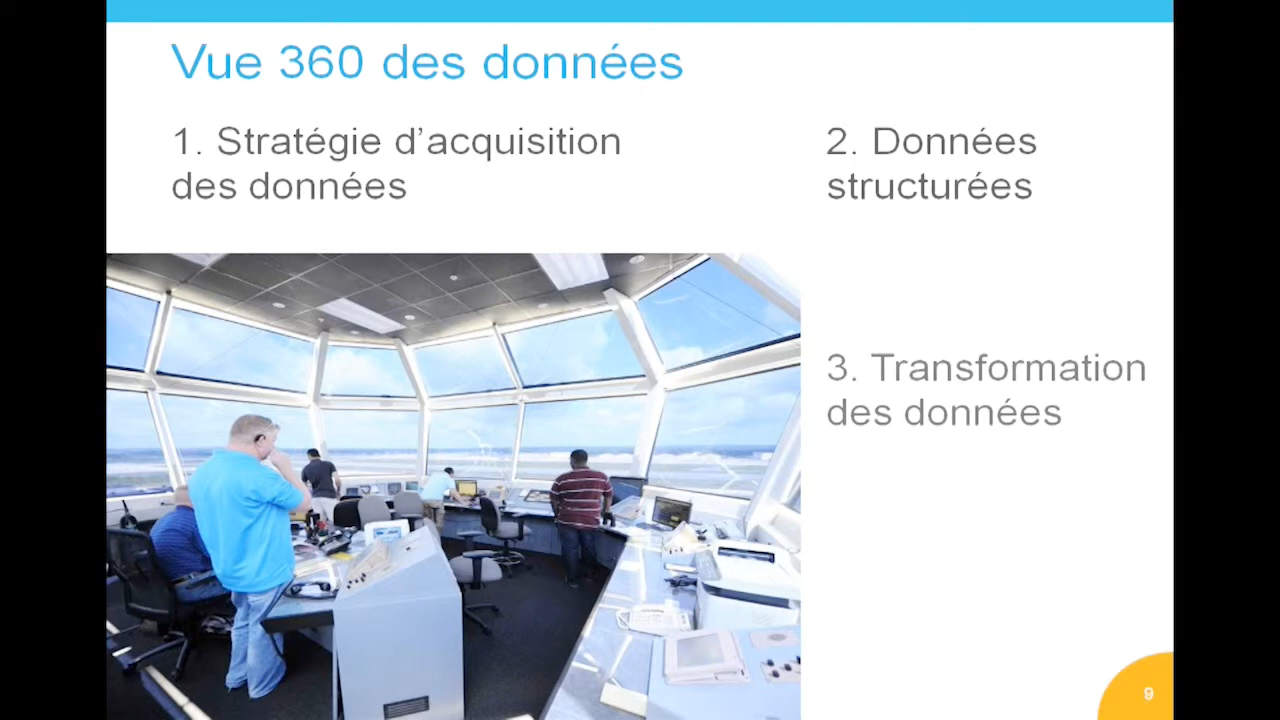 Vue 360 des données
1. Stratégie d’acquisition
des données
2. Données
structurées
3. Transformation
des données
9